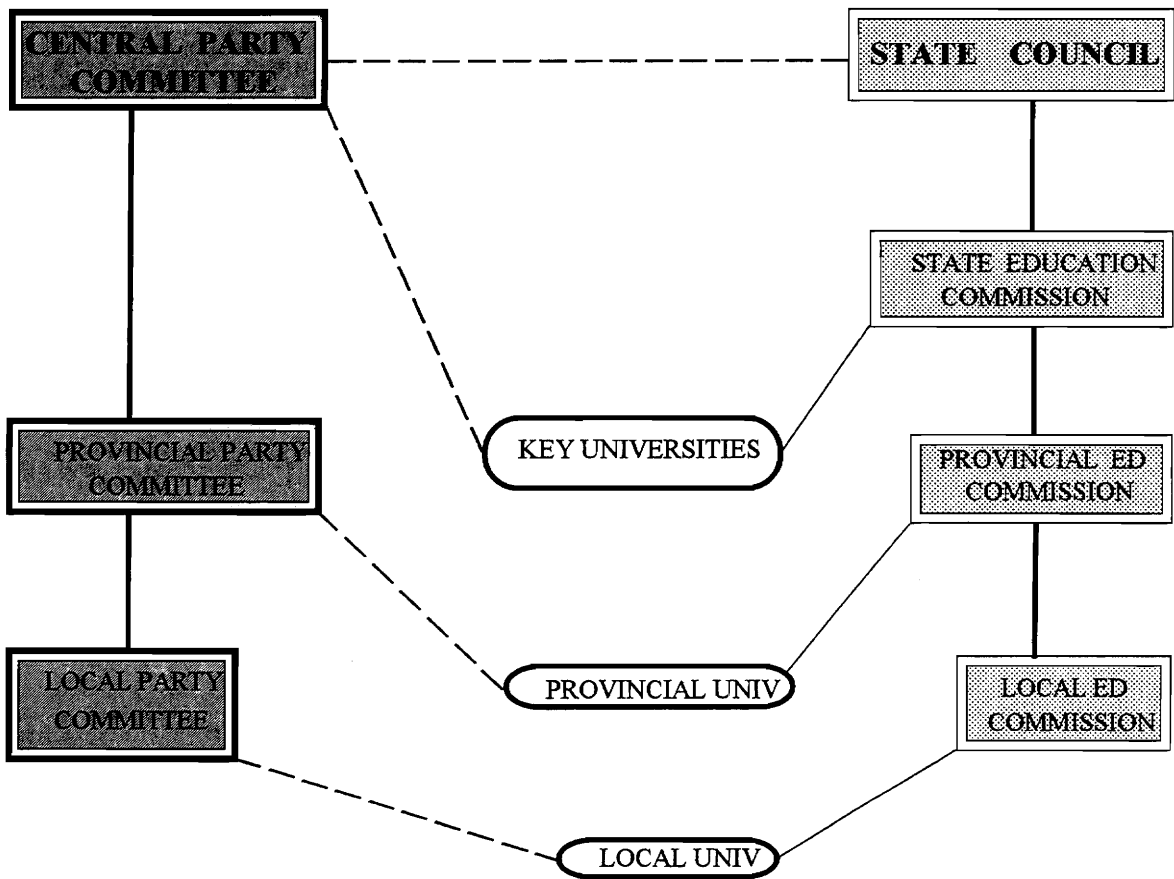 CENTRAL PARTY
COMMITTEE
STATE COUNCIL
STATE EDUCATION
COMMISSION
KEY UNIVERSITIES
PROVINCIAL PARTY
COMMITTEE
PROVINCIAL ED
COMMISSION
LOCAL PARTY
COMMITTEE
PROVINCIAL UNIV
LOCAL ED
COMMISSION
LOCAL UNIV